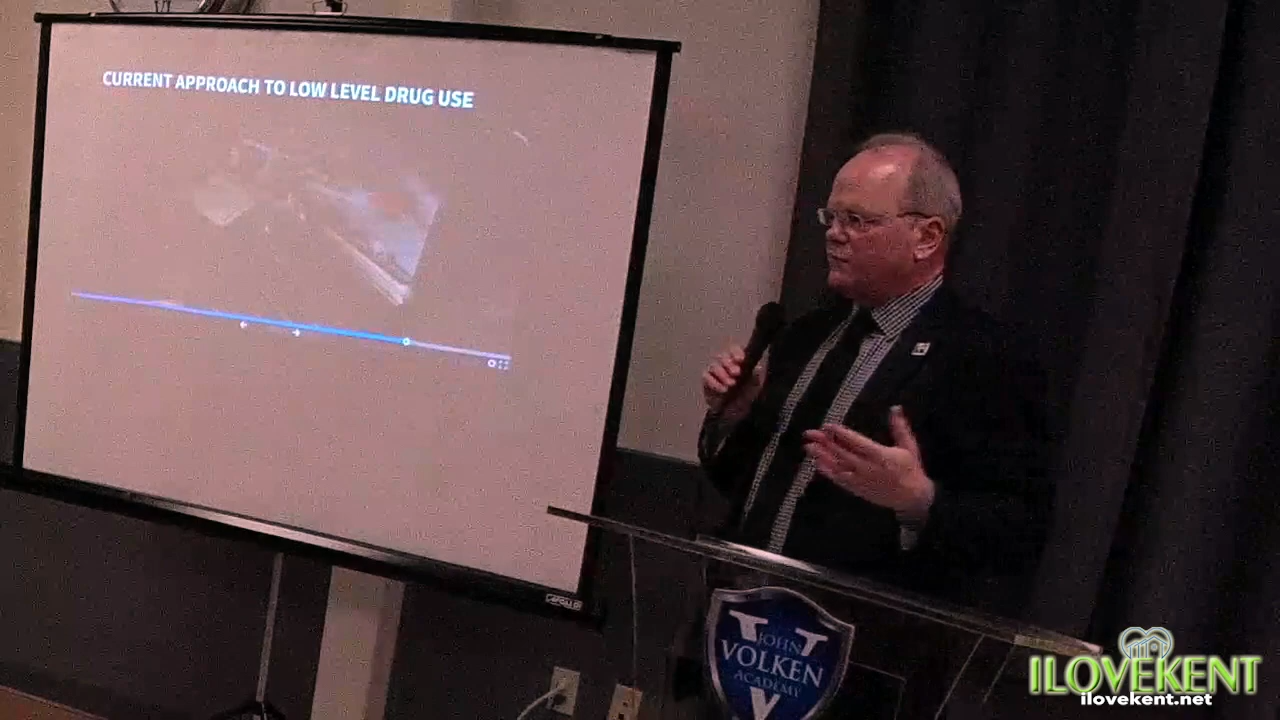 CURRENT APPROACH TO LOW LEVEL DRUG USE
JOHN
VOLKEN
ACADEMY
V
ILOVEKENT
ilovekent.net